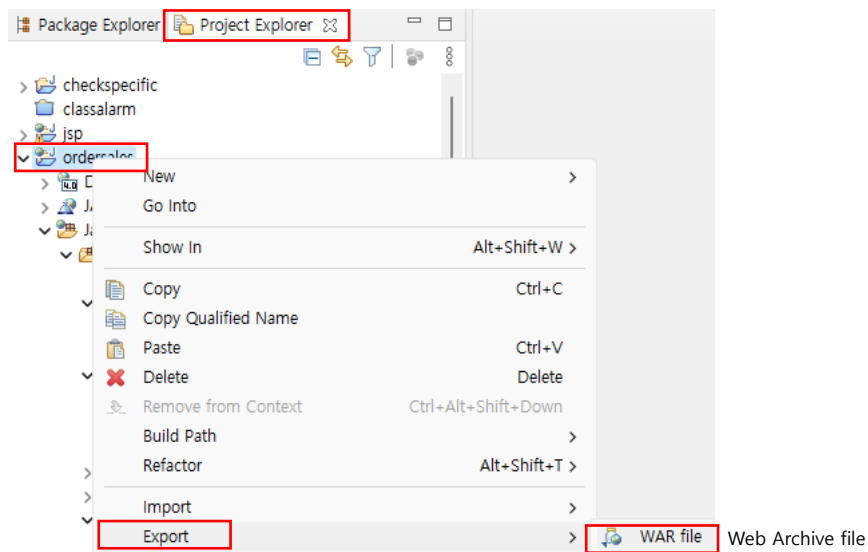 Package Explorer Project Explorer
checkspecific
classalarm
jsp
ordersales
New
Go Into
Show In Alt+Shift+W
Copy Ctrl+C
Copy Qualified Name
Paste Ctrl+V
Delete Delete
Remove from Context Ctrl+Alt+Shift+Down
Build Path
Refactor Alt+Shift+T
Import
Export WAR file Web Archive file